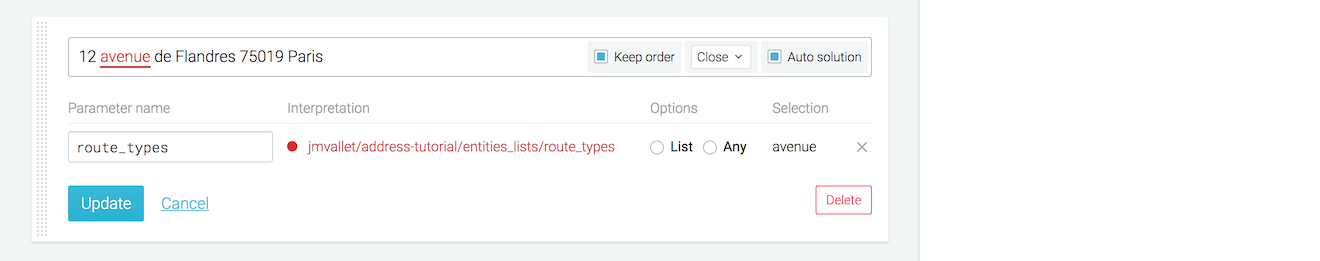 12 avenue de Flandres 75019 Paris Keep order Close Auto solution
Parameter name Interpretation Options Selection
route_types jmvallet/address-tutorial/entities_lists/route_types List Any avenue
Update Cancel Delete